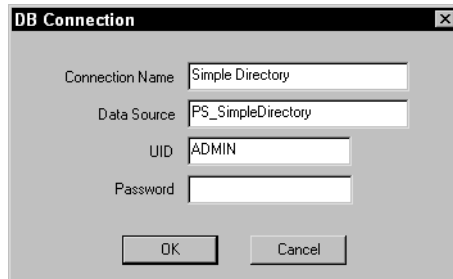 DB Connection
Connection Name Simple Directory
Data Source PS_SimpleDirectory
UID ADMIN
Password
OK Cancel